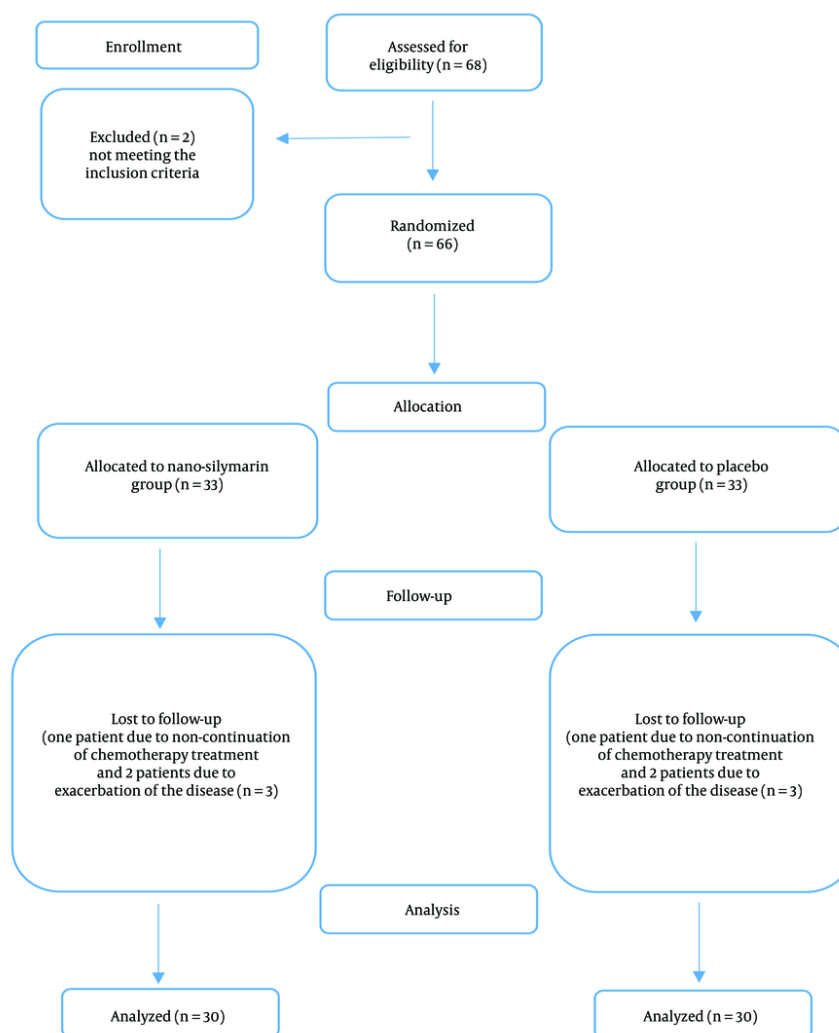 Enrollment
Assessed for
eligibility (n = 68)
Excluded (n = 2)
not meeting the
inclusion criteria
Randomized
(n = 66)
Allocation
Allocated to nano-silymarin
group (n = 33)
Allocated to placebo
group (n = 33)
Follow-up
Lost to follow-up
(one patient due to non-continuation
of chemotherapy treatment
and 2 patients due to
exacerbation of the disease (n = 3)
Lost to follow-up
(one patient due to non-continuation
of chemotherapy treatment
and 2 patients due to
exacerbation of the disease (n = 3)
Analysis
Analyzed (n = 30)
Analyzed (n = 30)